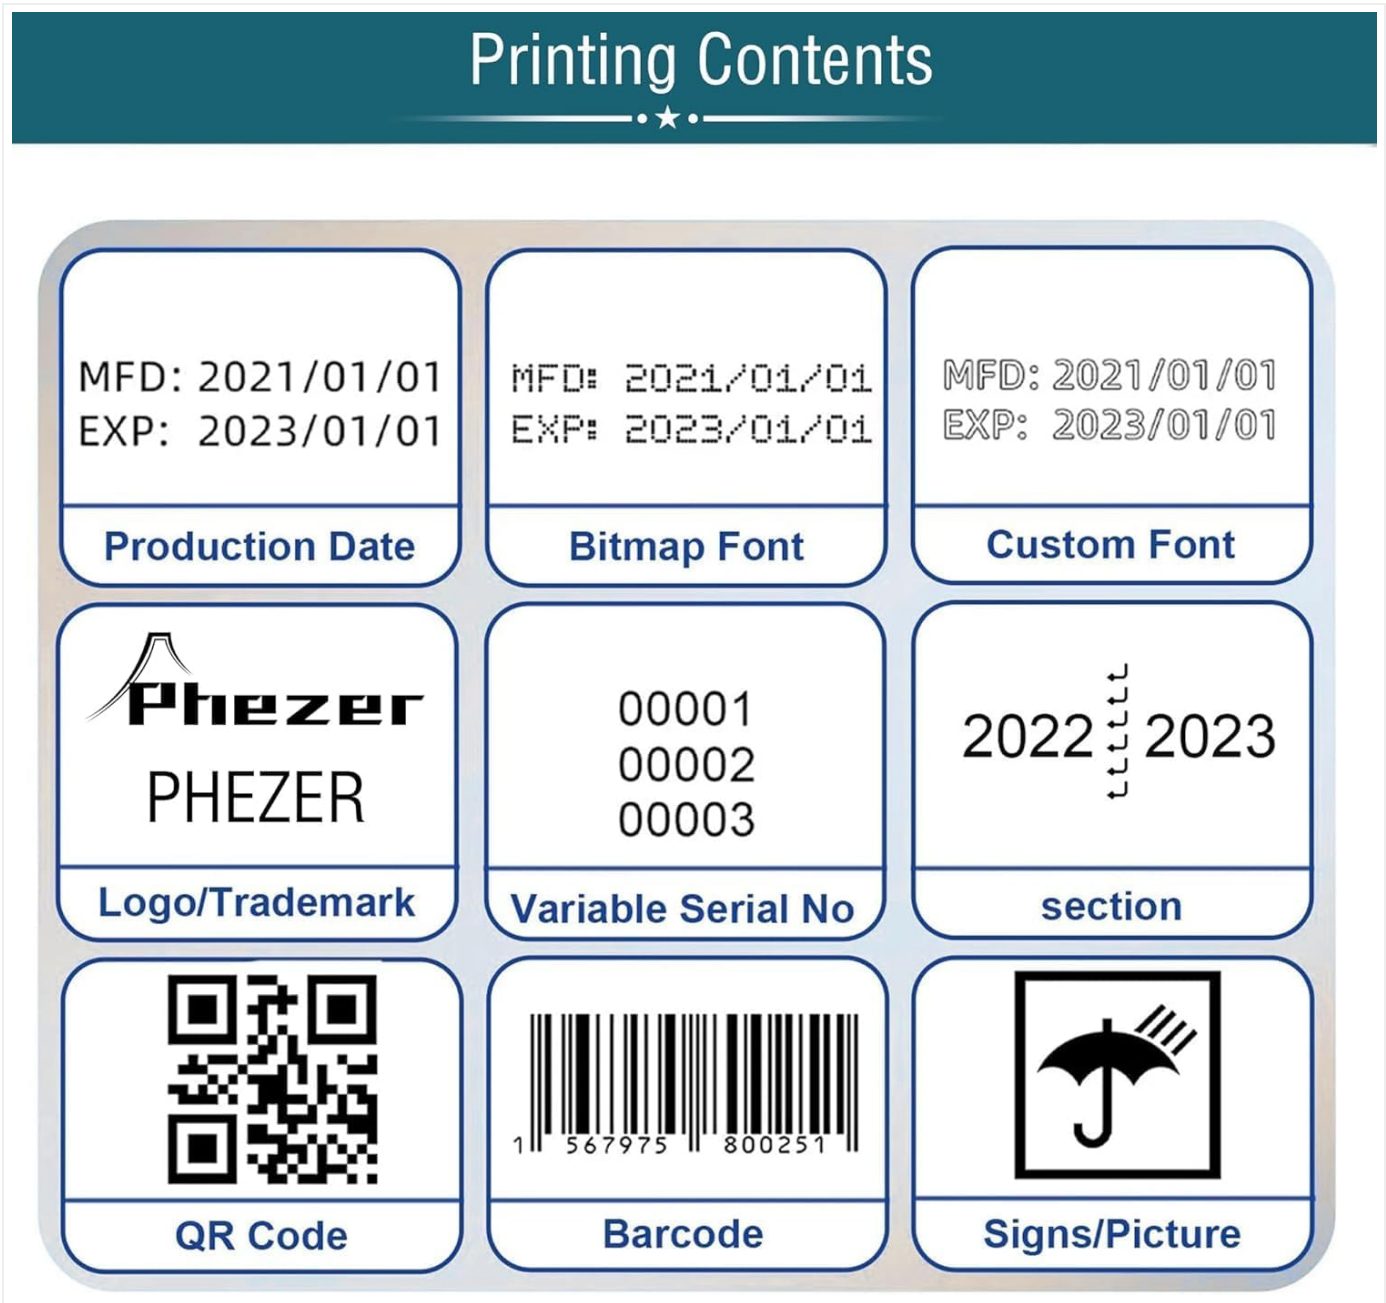 Printing Contents
MFD: 2021/01/01
EXP: 2023/01/01
Production Date
MFD: 2021/01/01
EXP: 2023/01/01
Bitmap Font
MFD: 2021/01/01
EXP: 2023/01/01
Custom Font
Phezer
PHEZER
Logo/Trademark
00001
00002
00003
Variable Serial No
2022 2023
section
QR Code
1 567975 800251
Barcode
Signs/Picture